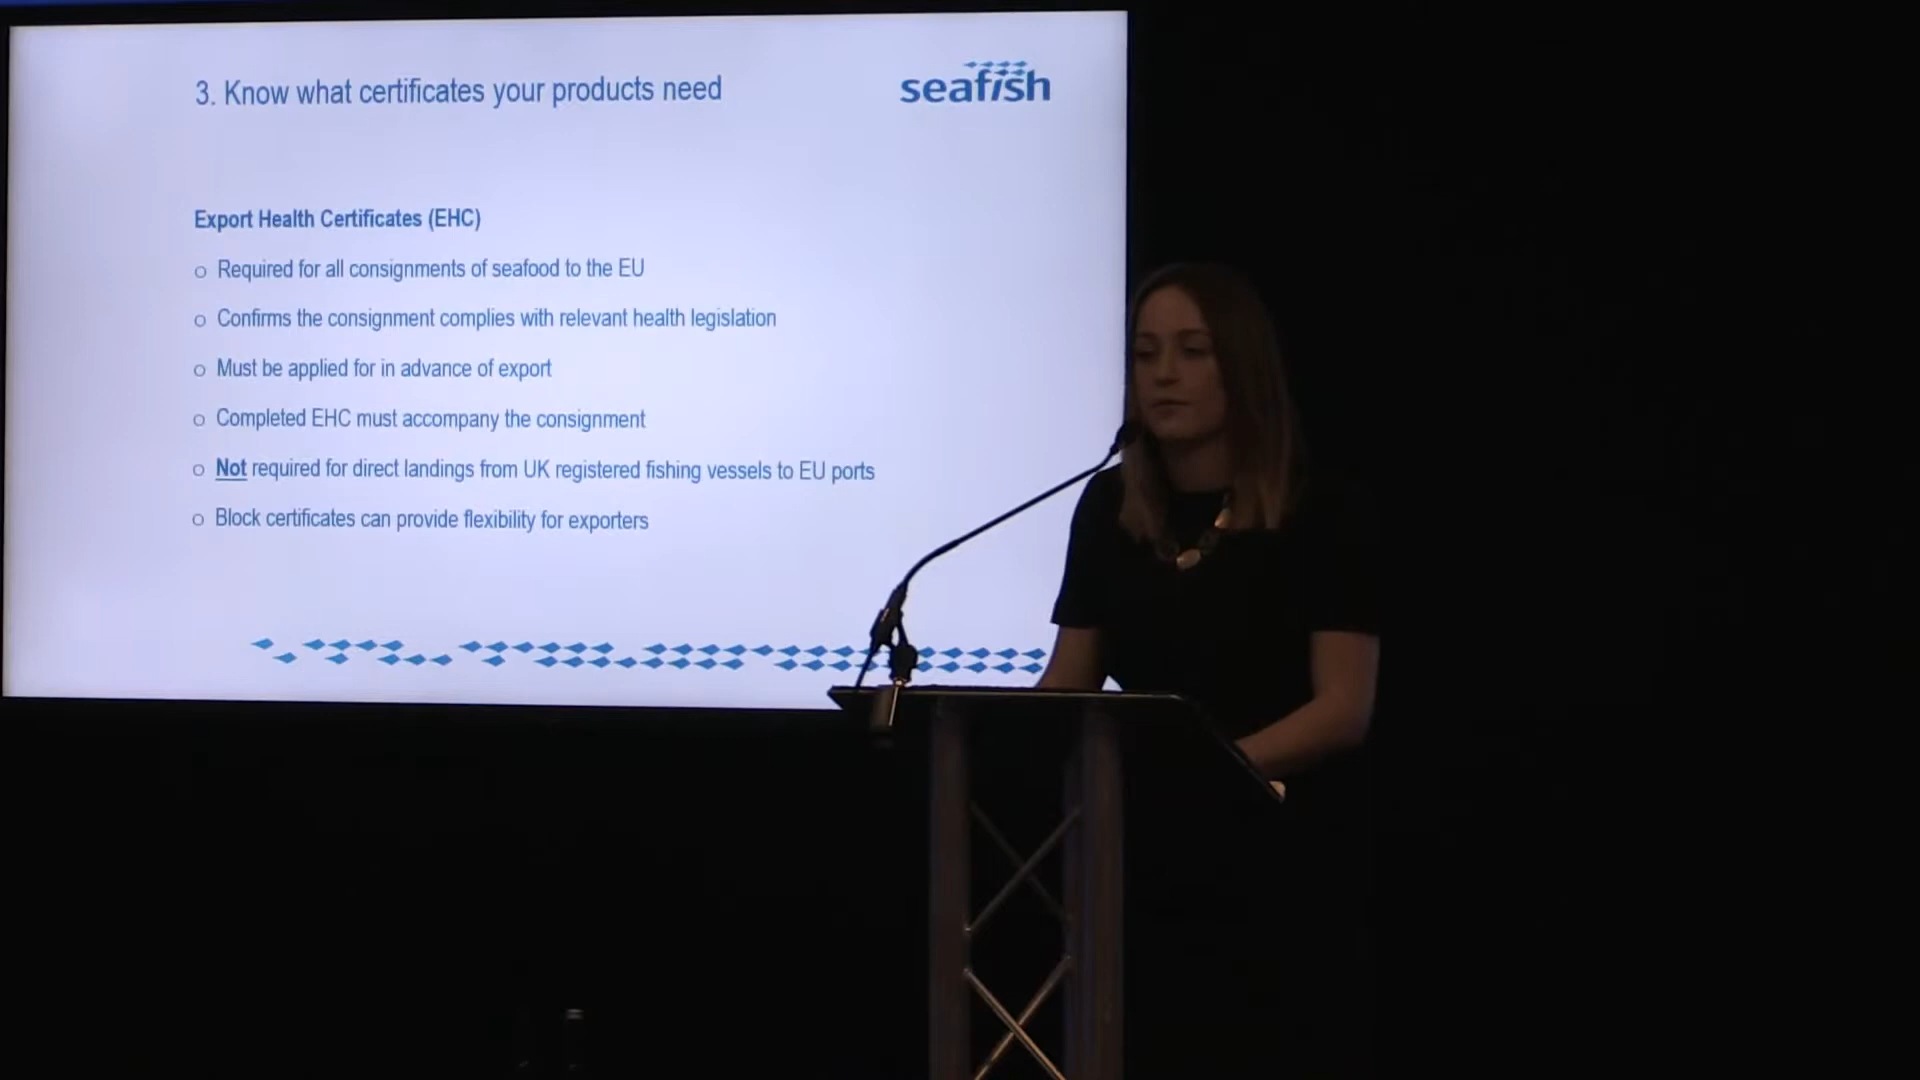 3. Know what certificates your products need
seafish
Export Health Certificates (EHC)
o Required for all consignments of seafood to the EU
o Confirms the consignment complies with relevant health legislation
o Must be applied for in advance of export
o Completed EHC must accompany the consignment
o Not required for direct landings from UK registered fishing vessels to EU ports
o Block certificates can provide flexibility for exporters